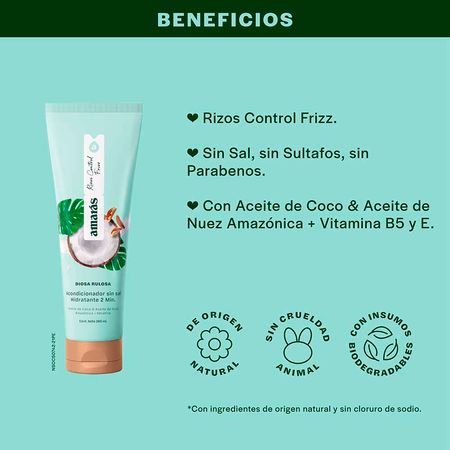 BENEFICIOS
❤ Rizos Control Frizz.
❤ Sin Sal, sin Sultafos, sin
Parabenos.
❤ Con Aceite de Coco & Aceite de
Nuez Amazónica + Vitamina B5 y E.
amarás
Rizos Control
Frizz
DIOSA RULOSA
Acondicionador sin sal
Hidratante 2 Min.
DE ORIGEN
NATURAL
SIN CRUELDAD
ANIMAL
CON INSUMOS
BIODEGRADABLES
*Con ingredientes de origen natural y sin cloruro de sodio.